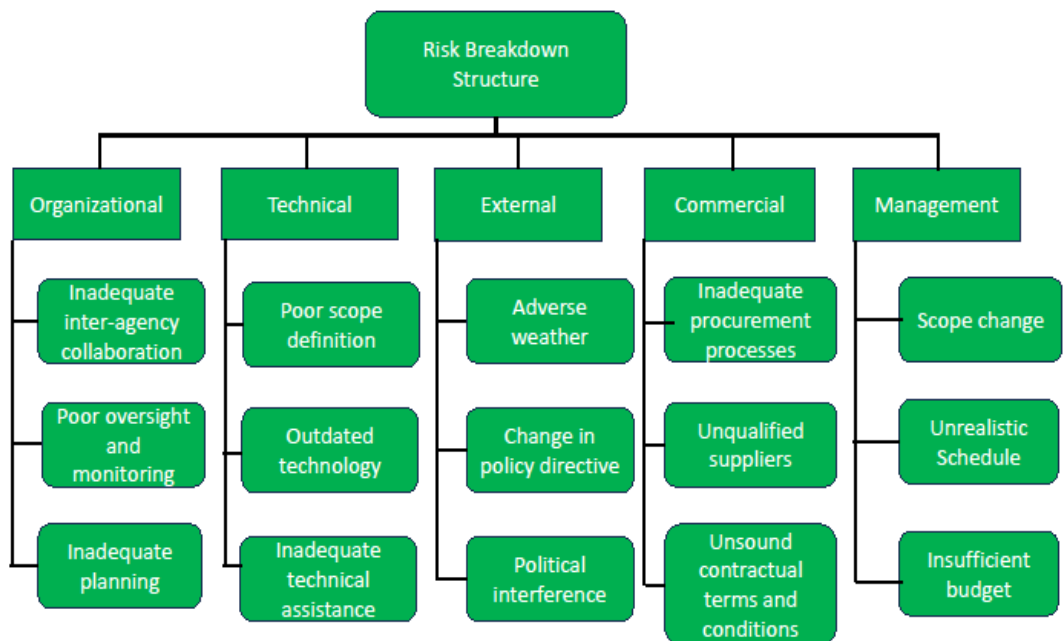 Risk Breakdown
Structure
Organizational
Technical
External
Commercial
Management
Inadequate
inter-agency
collaboration
Poor scope
definition
Adverse
weather
Inadequate
procurement
processes
Scope change
Poor oversight
and
monitoring
Outdated
technology
Change in
policy directive
Unqualified
suppliers
Unrealistic
Schedule
Inadequate
planning
Inadequate
technical
assistance
Political
interference
Unsound
contractual
terms and
conditions
Insufficient
budget